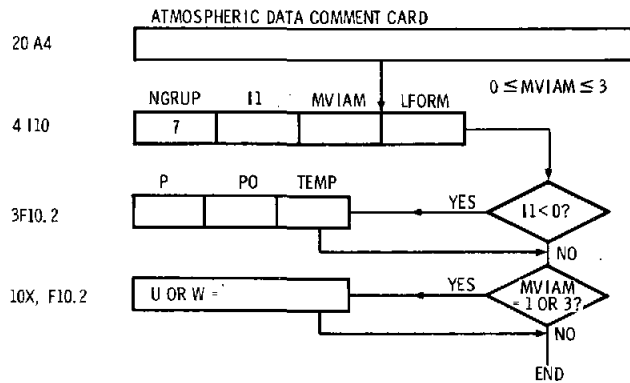 ATMOSPHERIC DATA COMMENT CARD
20 A4
0 ≤ MVIAM ≤ 3
NGRUP I1 MVIAM LFORM
4 I10 7
P PO TEMP
3F10.2 YES I1<0?
NO
10X, F10.2 U OR W = YES MVIAM = 1 OR 3?
NO
END